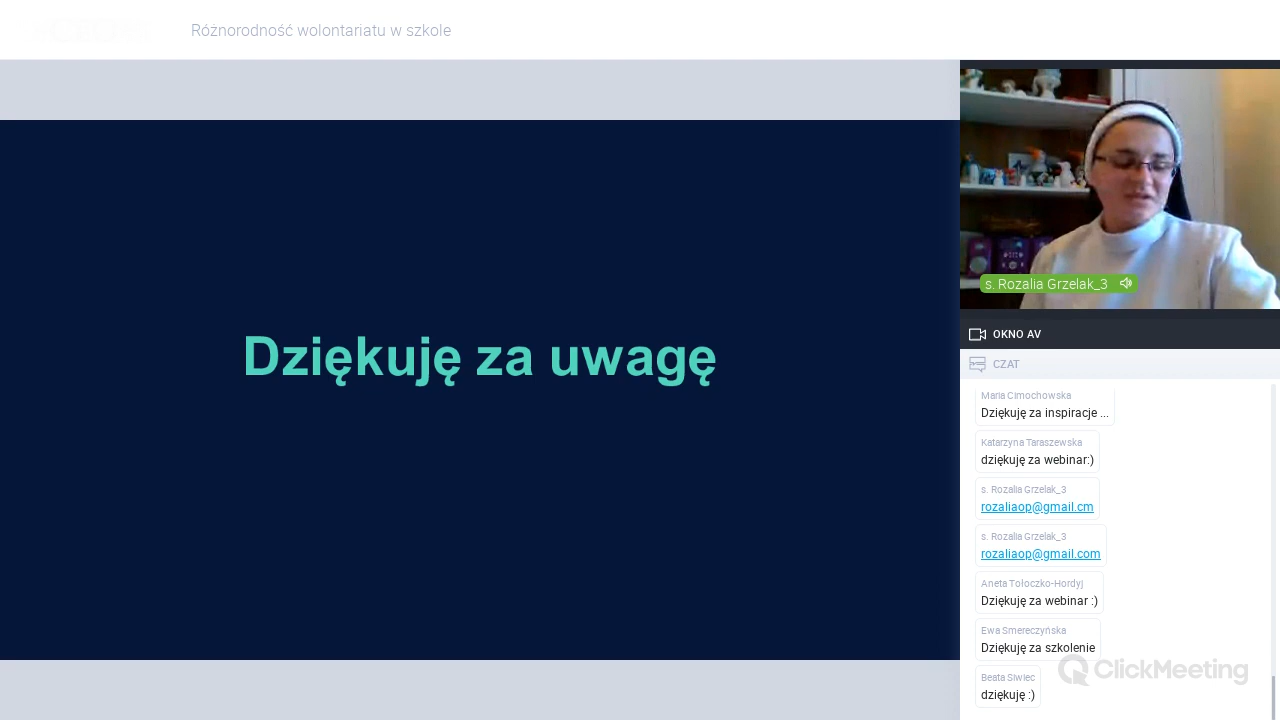 Różnorodność wolontariatu w szkole
Dziękuję za uwagę
s. Rozalia Grzelak_3
OKNO AV
CZAT
Maria Cimochowska
Dziękuję za inspiracje ...
Katarzyna Taraszewska
dziękuję za webinar:)
s. Rozalia Grzelak_3
rozaliaop@gmail.cm
s. Rozalia Grzelak_3
rozaliaop@gmail.com
Aneta Tołoczko-Hordyj
Dziękuję za webinar :)
Ewa Smereczyńska
Dziękuję za szkolenie
Beata Siwiec
dziękuję :)
ClickMeeting